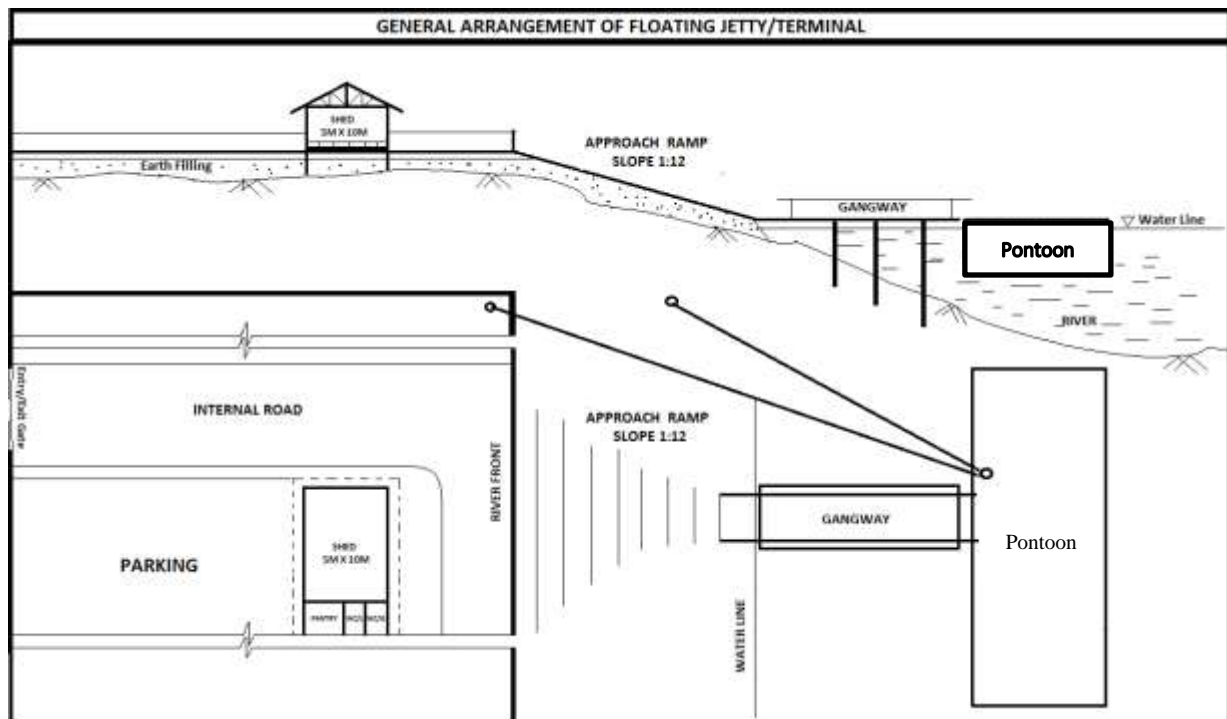 GENERAL ARRANGEMENT OF FLOATING JETTY/TERMINAL
SHED
5M X 10M
Earth Filling
APPROACH RAMP
SLOPE 1:12
GANGWAY
Water Line
Pontoon
RIVER
Entry/Exit Gate
INTERNAL ROAD
RIVER FRONT
APPROACH RAMP
SLOPE 1:12
GANGWAY
Pontoon
PARKING
SHED
5M X 10M
PANTRY
WATER LINE